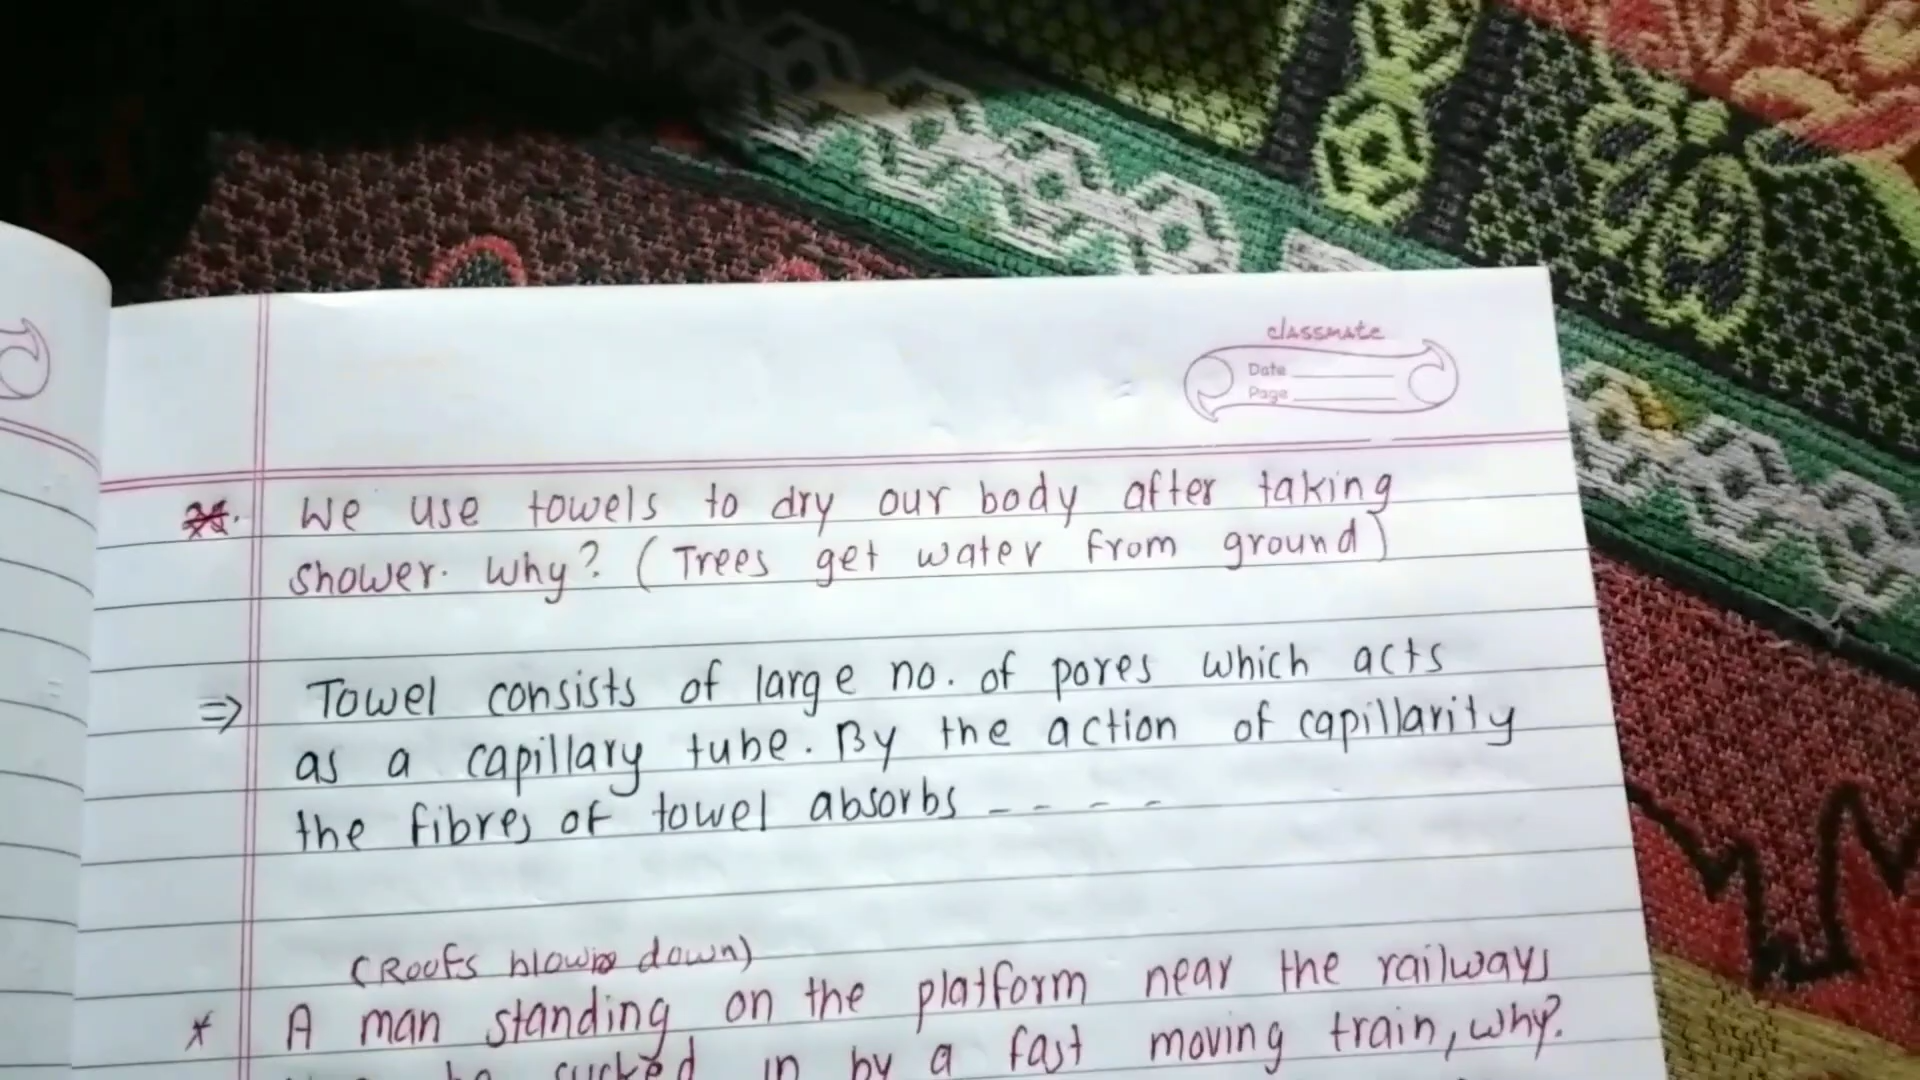 classmate
Date
Page
We use towels to dry our body after taking
shower. Why? (Trees get water from ground)
⇒ Towel consists of large no. of pores which acts
as a capillary tube. By the action of capillarity
the fibres of towel absorbs - - - -
(Roofs blown down)
* A man standing on the platform near the railways
sucked in by a fast moving train, why?